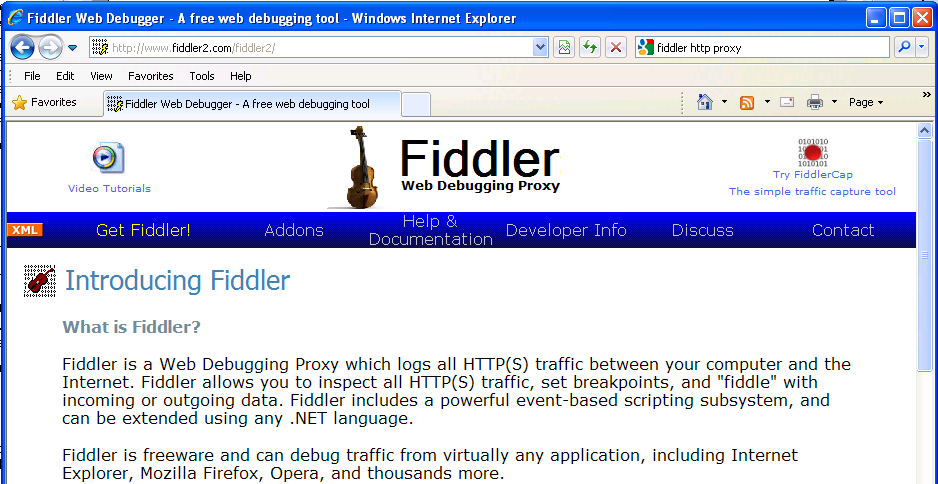 Fiddler Web Debugger - A free web debugging tool - Windows Internet Explorer
http://www.fiddler2.com/fiddler2/
fiddler http proxy
File Edit View Favorites Tools Help
Favorites
Fiddler Web Debugger - A free web debugging tool
Page
Video Tutorials
Fiddler
Web Debugging Proxy
0101010
1010101
Try FiddlerCap
The simple traffic capture tool
XML
Get Fiddler!
Addons
Help &
Documentation
Developer Info
Discuss
Contact
Introducing Fiddler
What is Fiddler?
Fiddler is a Web Debugging Proxy which logs all HTTP(S) traffic between your computer and the
Internet. Fiddler allows you to inspect all HTTP(S) traffic, set breakpoints, and "fiddle" with
incoming or outgoing data. Fiddler includes a powerful event-based scripting subsystem, and
can be extended using any .NET language.
Fiddler is freeware and can debug traffic from virtually any application, including Internet
Explorer, Mozilla Firefox, Opera, and thousands more.